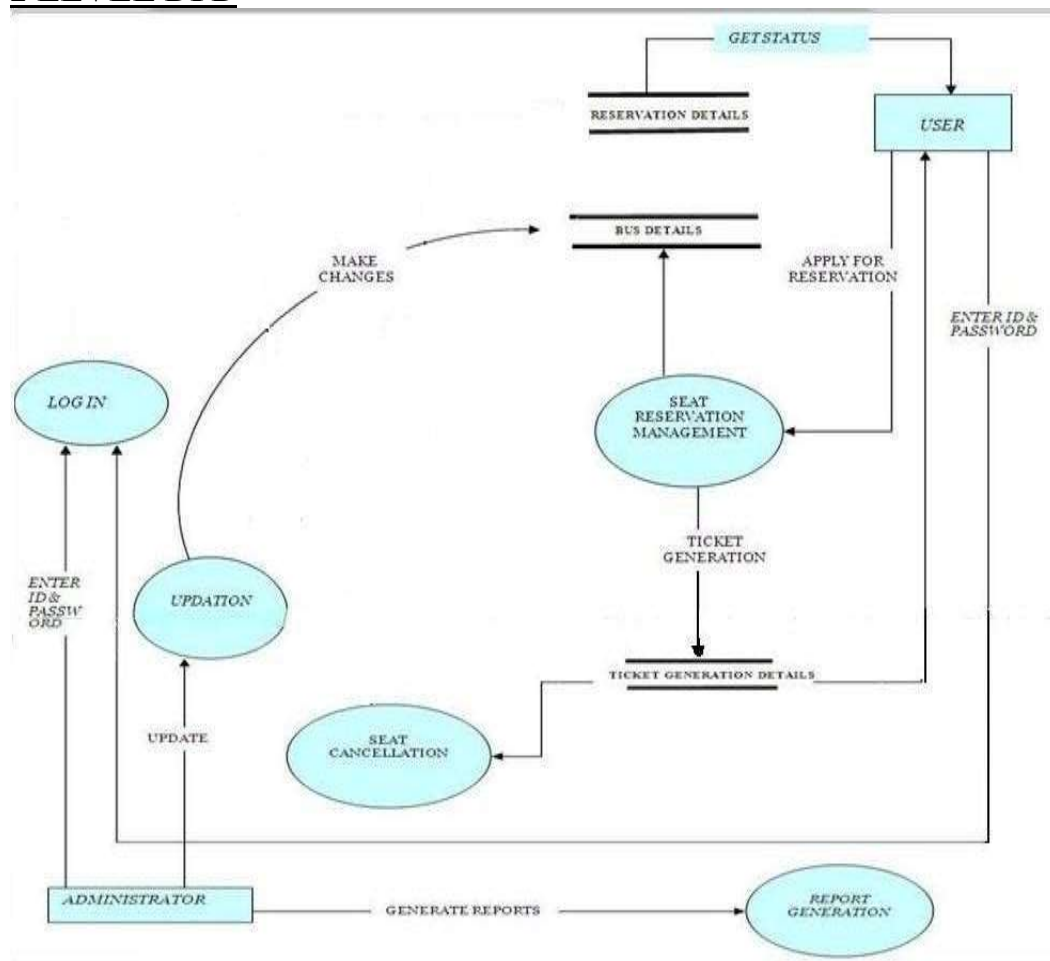 GET STATUS
RESERVATION DETAILS
USER
BUS DETAILS
MAKE
CHANGES
APPLY FOR
RESERVATION
ENTER ID &
PASSWORD
LOG IN
SEAT
RESERVATION
MANAGEMENT
TICKET
GENERATION
ENTER
ID &
PASSW
ORD
UPDATION
TICKET GENERATION DETAILS
UPDATE
SEAT
CANCELLATION
ADMINISTRATOR
GENERATE REPORTS
REPORT
GENERATION